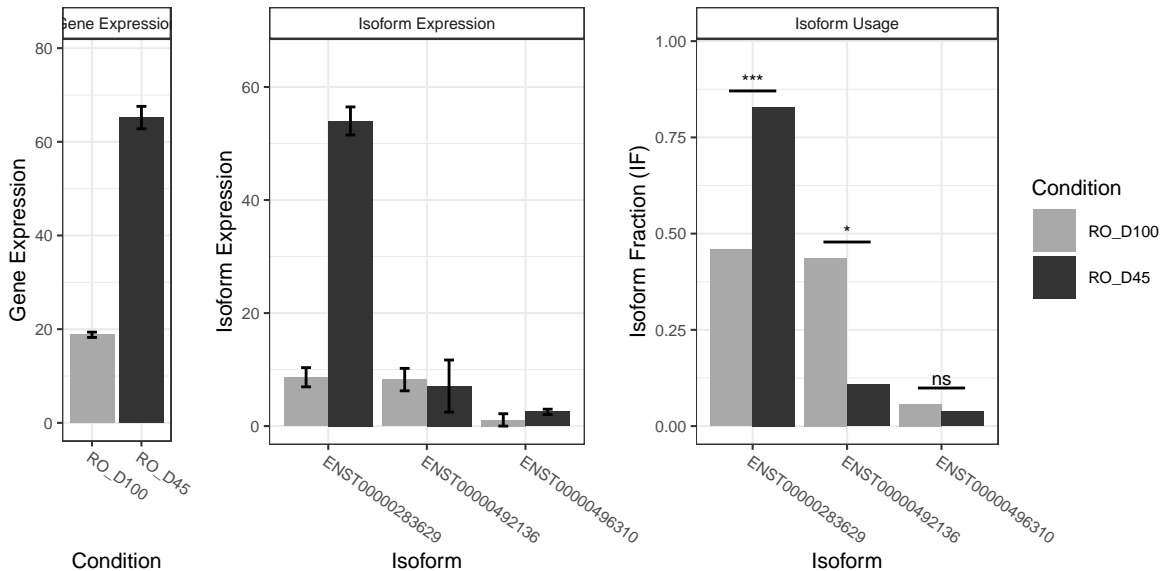 Gene Expression
Gene Expression
80
60
40
20
0
RO_D100
RO_D45
Condition
Isoform Expression
Isoform Expression
60
40
20
0
ENST00000283629
ENST00000492136
ENST00000496310
Isoform
Isoform Usage
Isoform Fraction (IF)
1.00
0.75
0.50
0.25
0.00
***
*
ns
ENST00000283629
ENST00000492136
ENST00000496310
Isoform
Condition
RO_D100
RO_D45